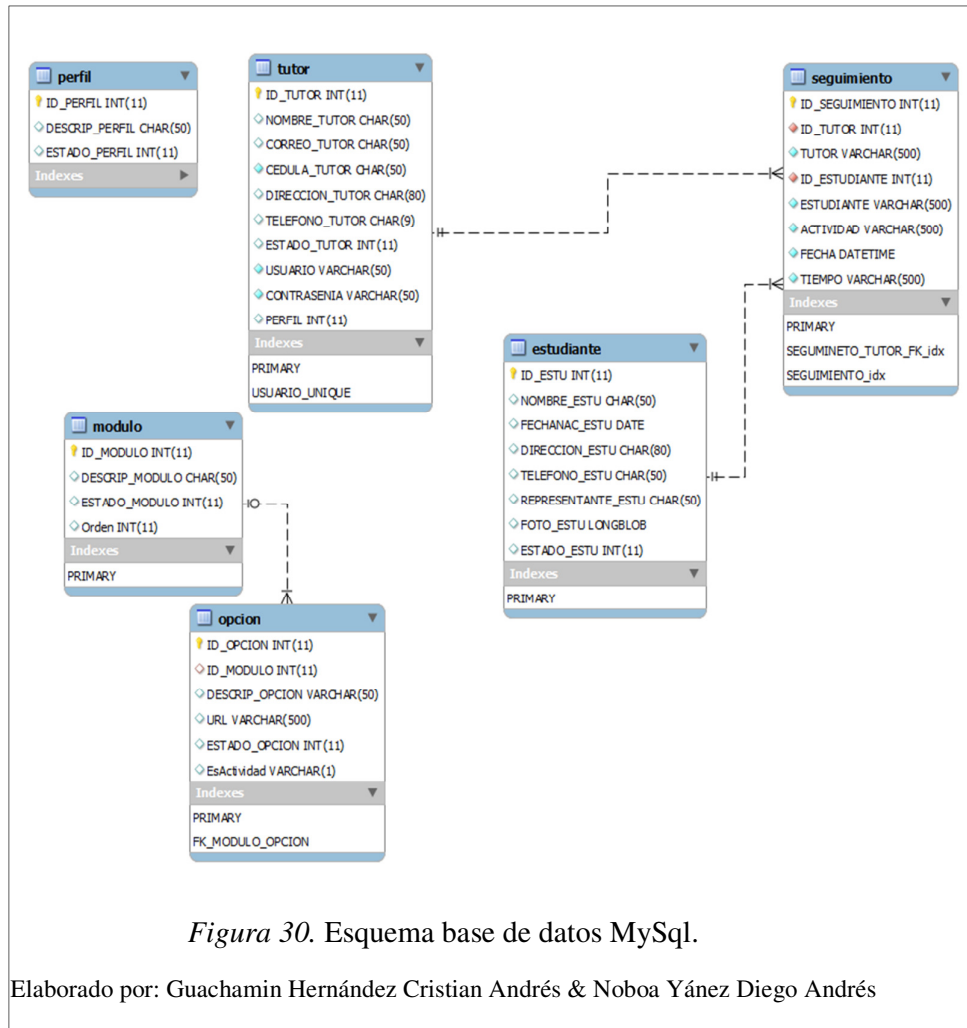 perfil
ID_PERFIL INT(11)
DESCRIP_PERFIL CHAR(50)
ESTADO_PERFIL INT(11)
Indexes
tutor
ID_TUTOR INT(11)
NOMBRE_TUTOR CHAR(50)
CORREO_TUTOR CHAR(50)
CEDULA_TUTOR CHAR(50)
DIRECCION_TUTOR CHAR(80)
TELEFONO_TUTOR CHAR(9)
ESTADO_TUTOR INT(11)
USUARIO VARCHAR(50)
CONTRASENIA VARCHAR(50)
PERFIL INT(11)
Indexes
PRIMARY
USUARIO_UNIQUE
seguimiento
ID_SEGUIMIENTO INT(11)
ID_TUTOR INT(11)
TUTOR VARCHAR(500)
ID_ESTUDIANTE INT(11)
ESTUDIANTE VARCHAR(500)
ACTIVIDAD VARCHAR(500)
FECHA DATETIME
TIEMPO VARCHAR(500)
Indexes
PRIMARY
SEGUMINETO_TUTOR_FK_idx
SEGUIMIENTO_idx
estudiante
ID_ESTU INT(11)
NOMBRE_ESTU CHAR(50)
FECHANAC_ESTU DATE
DIRECCION_ESTU CHAR(80)
TELEFONO_ESTU CHAR(50)
REPRESENTANTE_ESTU CHAR(50)
FOTO_ESTU LONGBLOB
ESTADO_ESTU INT(11)
Indexes
PRIMARY
modulo
ID_MODULO INT(11)
DESCRIP_MODULO CHAR(50)
ESTADO_MODULO INT(11)
Orden INT(11)
Indexes
PRIMARY
opcion
ID_OPCION INT(11)
ID_MODULO INT(11)
DESCRIP_OPCION VARCHAR(50)
URL VARCHAR(500)
ESTADO_OPCION INT(11)
EsActividad VARCHAR(1)
Indexes
PRIMARY
FK_MODULO_OPCION
Figura 30. Esquema base de datos MySql.
Elaborado por: Guachamin Hernández Cristian Andrés & Noboa Yánez Diego Andrés